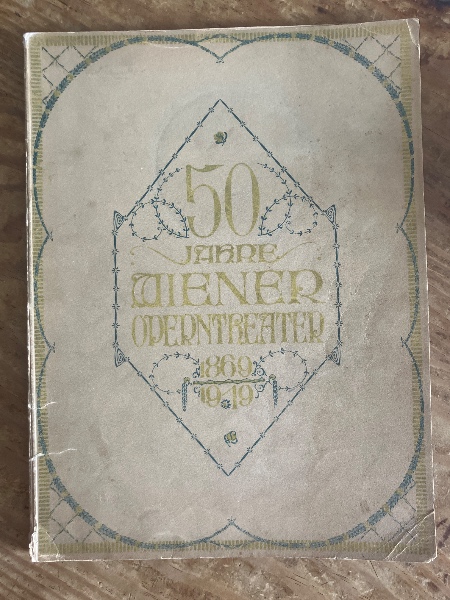 50
JAHRE
WIENER
OPERNTHEATER
1869
1919